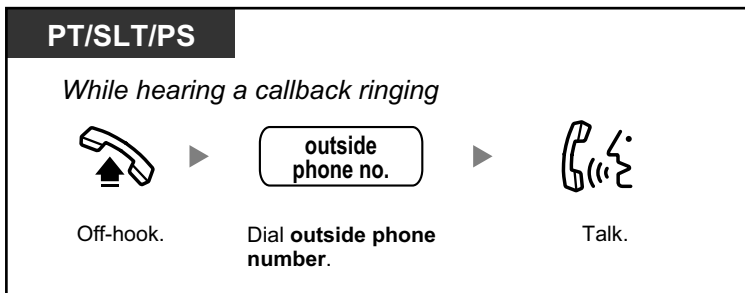 PT/SLT/PS
While hearing a callback ringing
outside
phone no.
Off-hook.
Dial outside phone
number.
Talk.